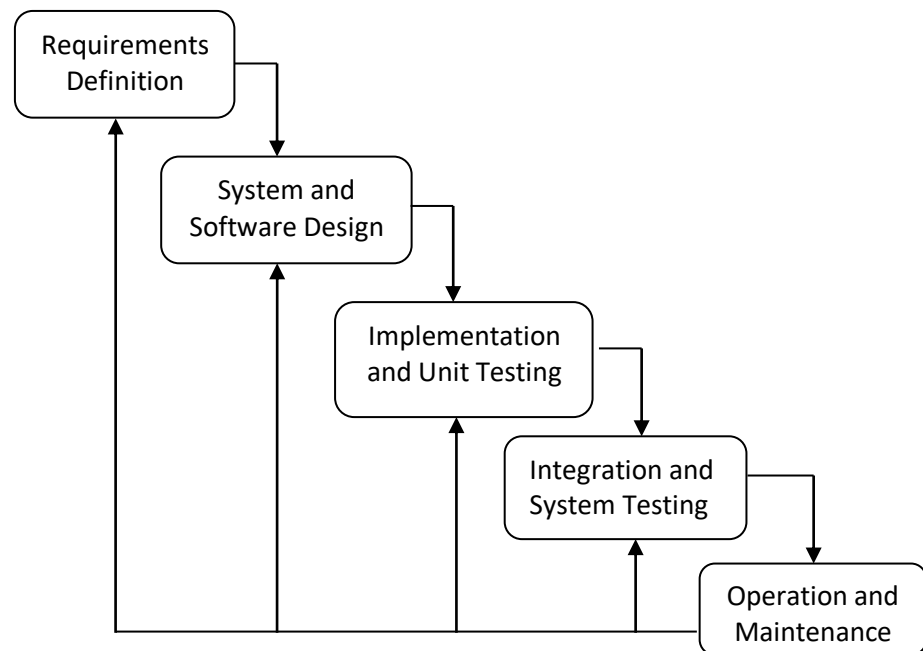 Requirements
Definition
System and
Software Design
Implementation
and Unit Testing
Integration and
System Testing
Operation and
Maintenance